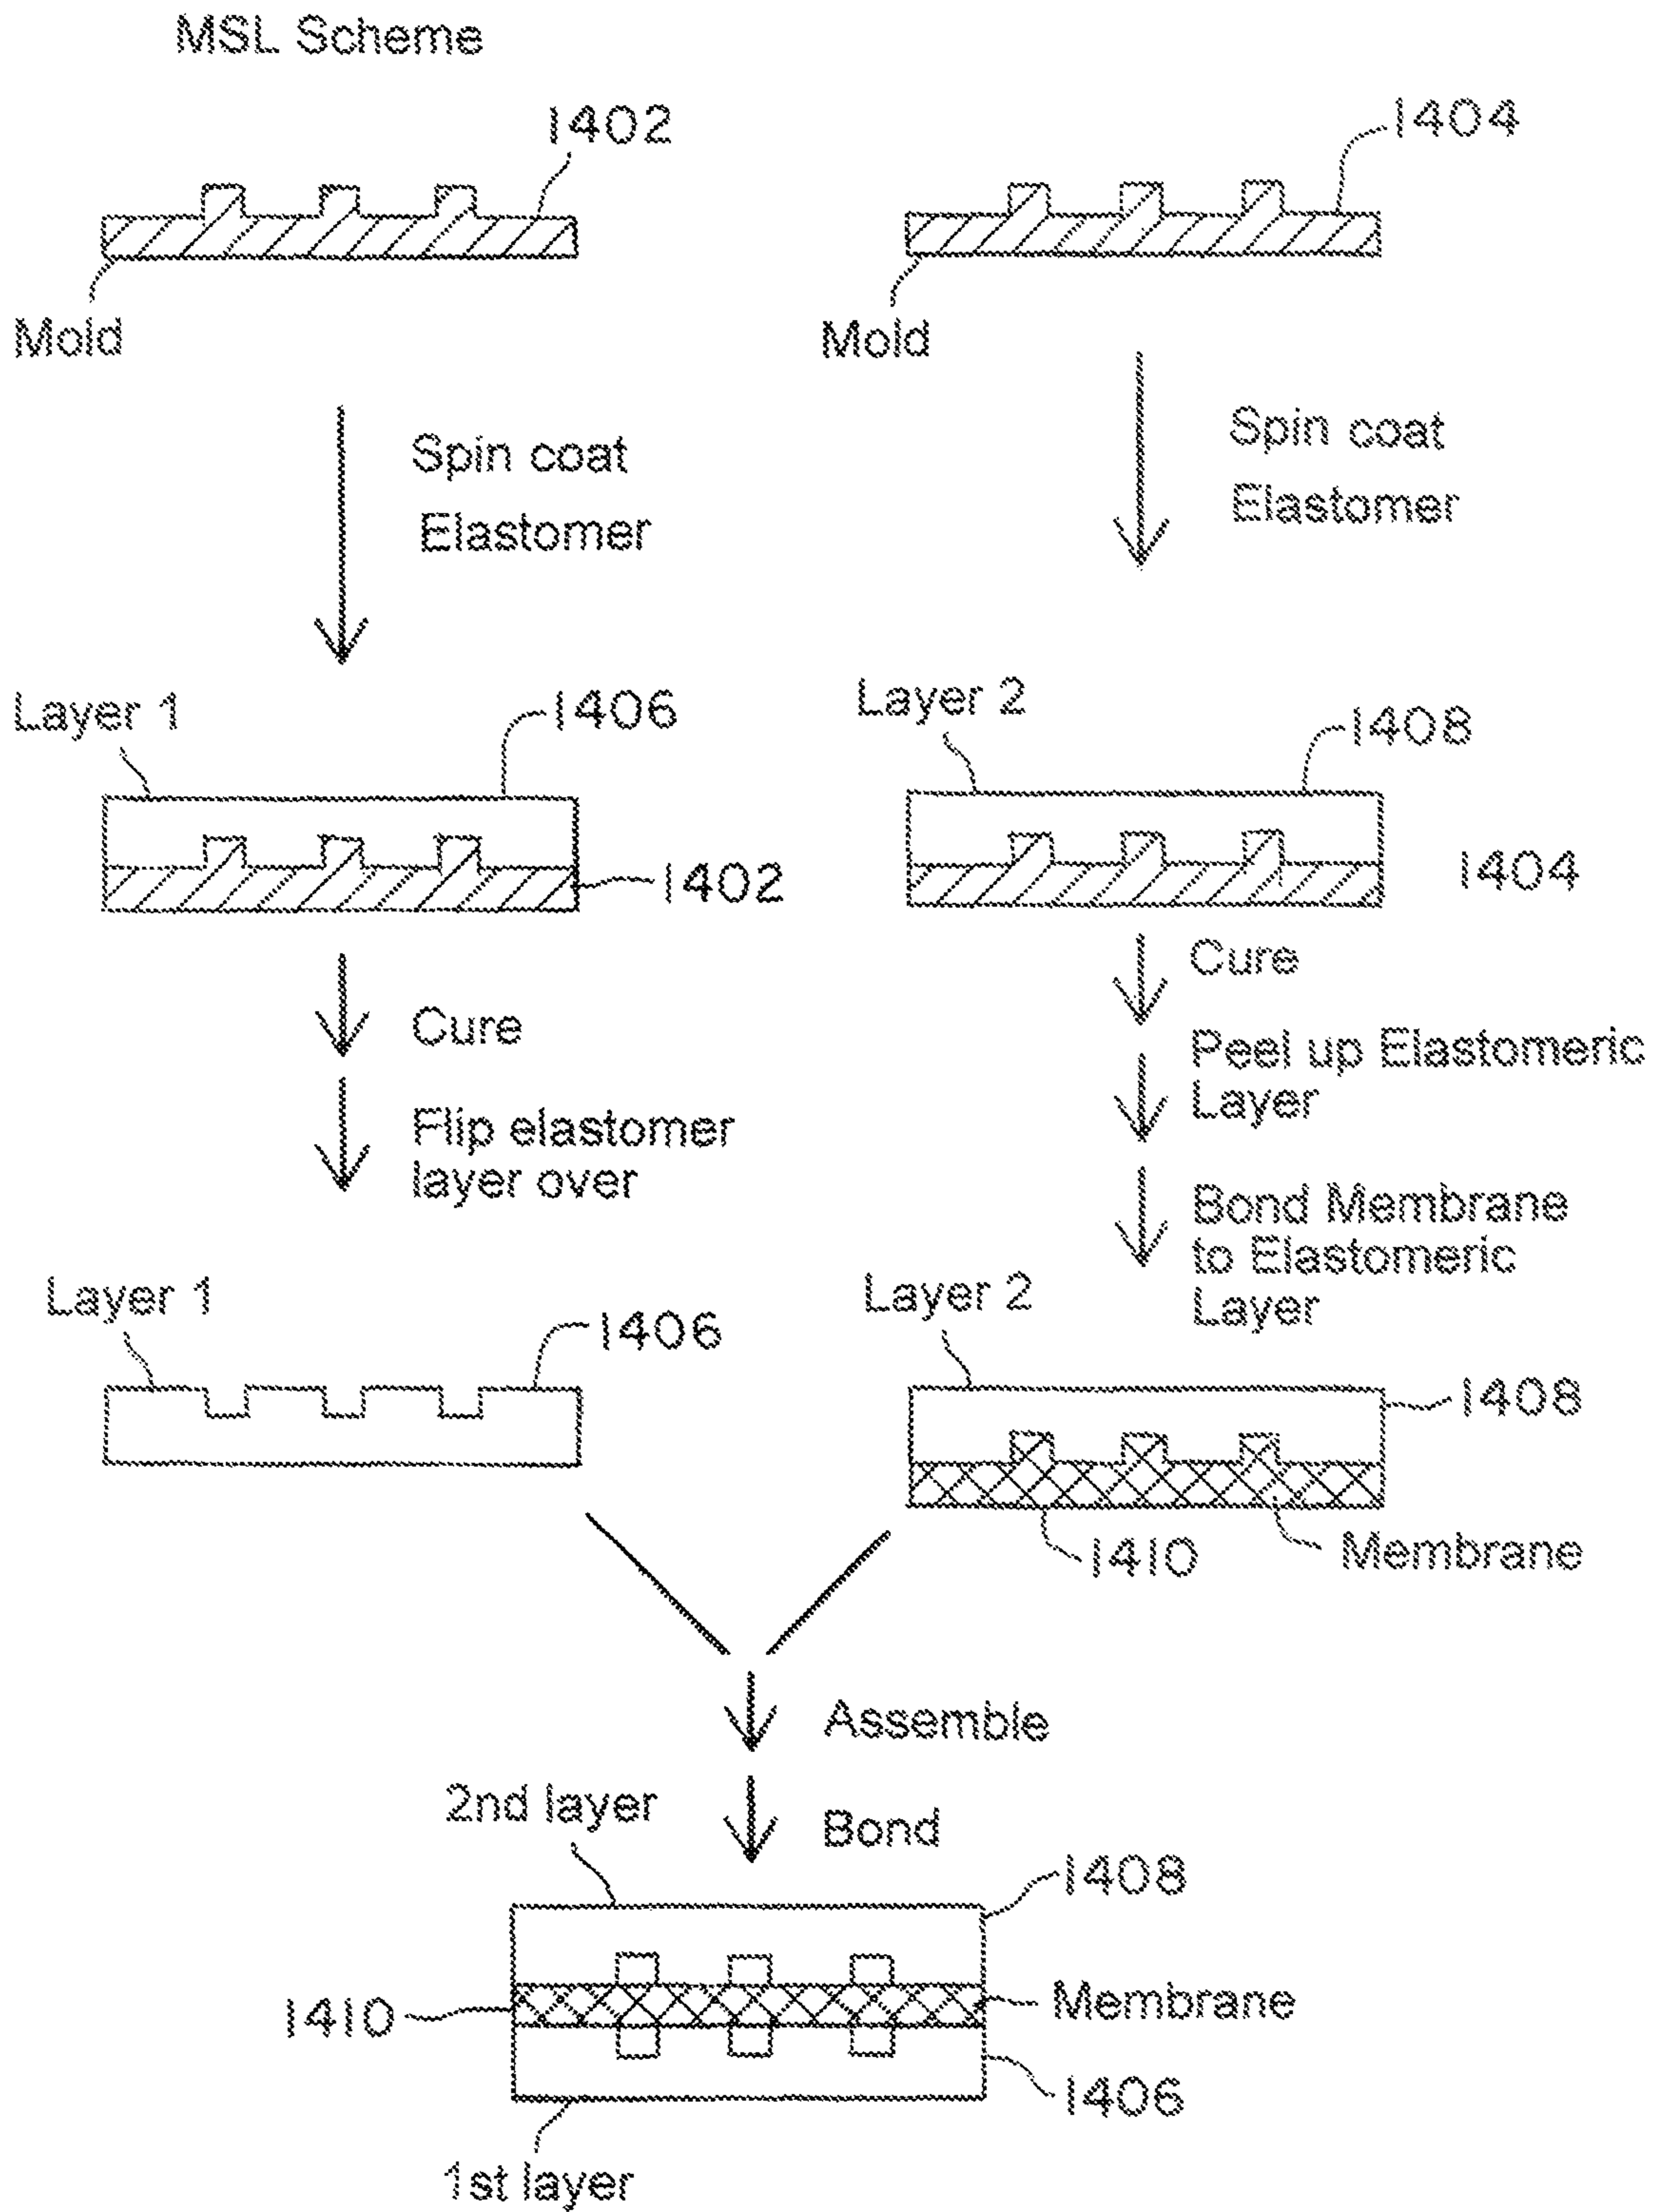 MSL Scheme
1402
Mold
Spin coat
Elastomer
Layer 1
1406
1402
Cure
Flip elastomer
layer over
Layer 1
1406
1404
Mold
Spin coat
Elastomer
Layer 2
1408
1404
Cure
Peel up Elastomeric
Layer
Bond Membrane
to Elastomeric
Layer
Layer 2
1408
1410
Membrane
Assemble
Bond
2nd layer
1408
1410
Membrane
1406
1st layer